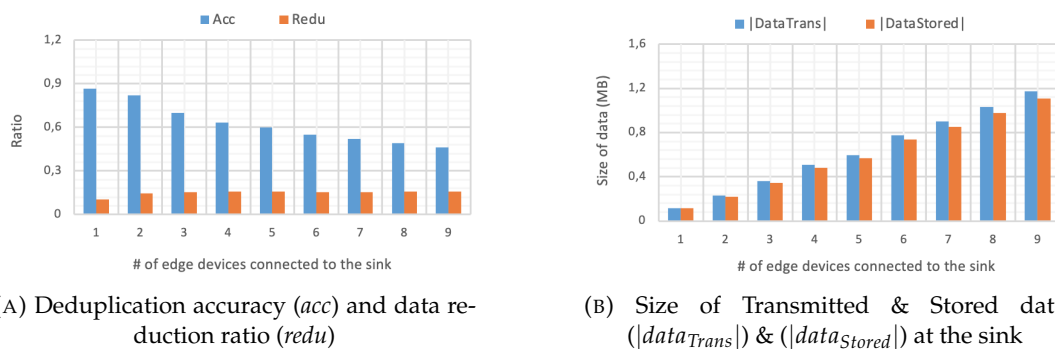 Acc Redu
1,2
0,9
0,6
0,3
0
Ratio
1 2 3 4 5 6 7 8 9
# of edge devices connected to the sink
(A) Deduplication accuracy (acc) and data re-
duction ratio (redu)
|DataTrans| |DataStored|
1,6
1,2
0,8
0,4
0
Size of data (MB)
1 2 3 4 5 6 7 8 9
# of edge devices connected to the sink
(B) Size of Transmitted & Stored dat
(|data_Trans|) & (|data_Stored|) at the sink